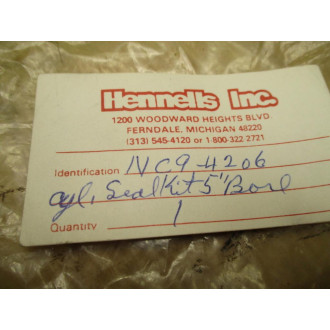 Hennells Inc.
1200 WOODWARD HEIGHTS BLVD.
FERNDALE, MICHIGAN 48220
(313) 545-4120 or 1-800-322-2721
Identification NC9-4206
cyl. Seal Kit 5" Bore
Quantity 1